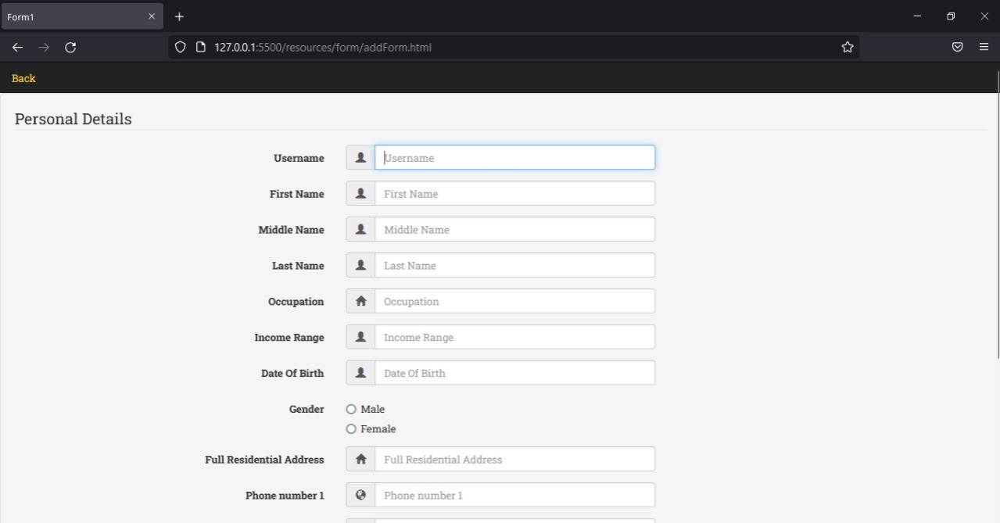 Form1
127.0.0.1:5500/resources/form/addForm.html
Back
Personal Details
Username Username
First Name First Name
Middle Name Middle Name
Last Name Last Name
Occupation Occupation
Income Range Income Range
Date Of Birth Date Of Birth
Gender Male
Female
Full Residential Address Full Residential Address
Phone number 1 Phone number 1